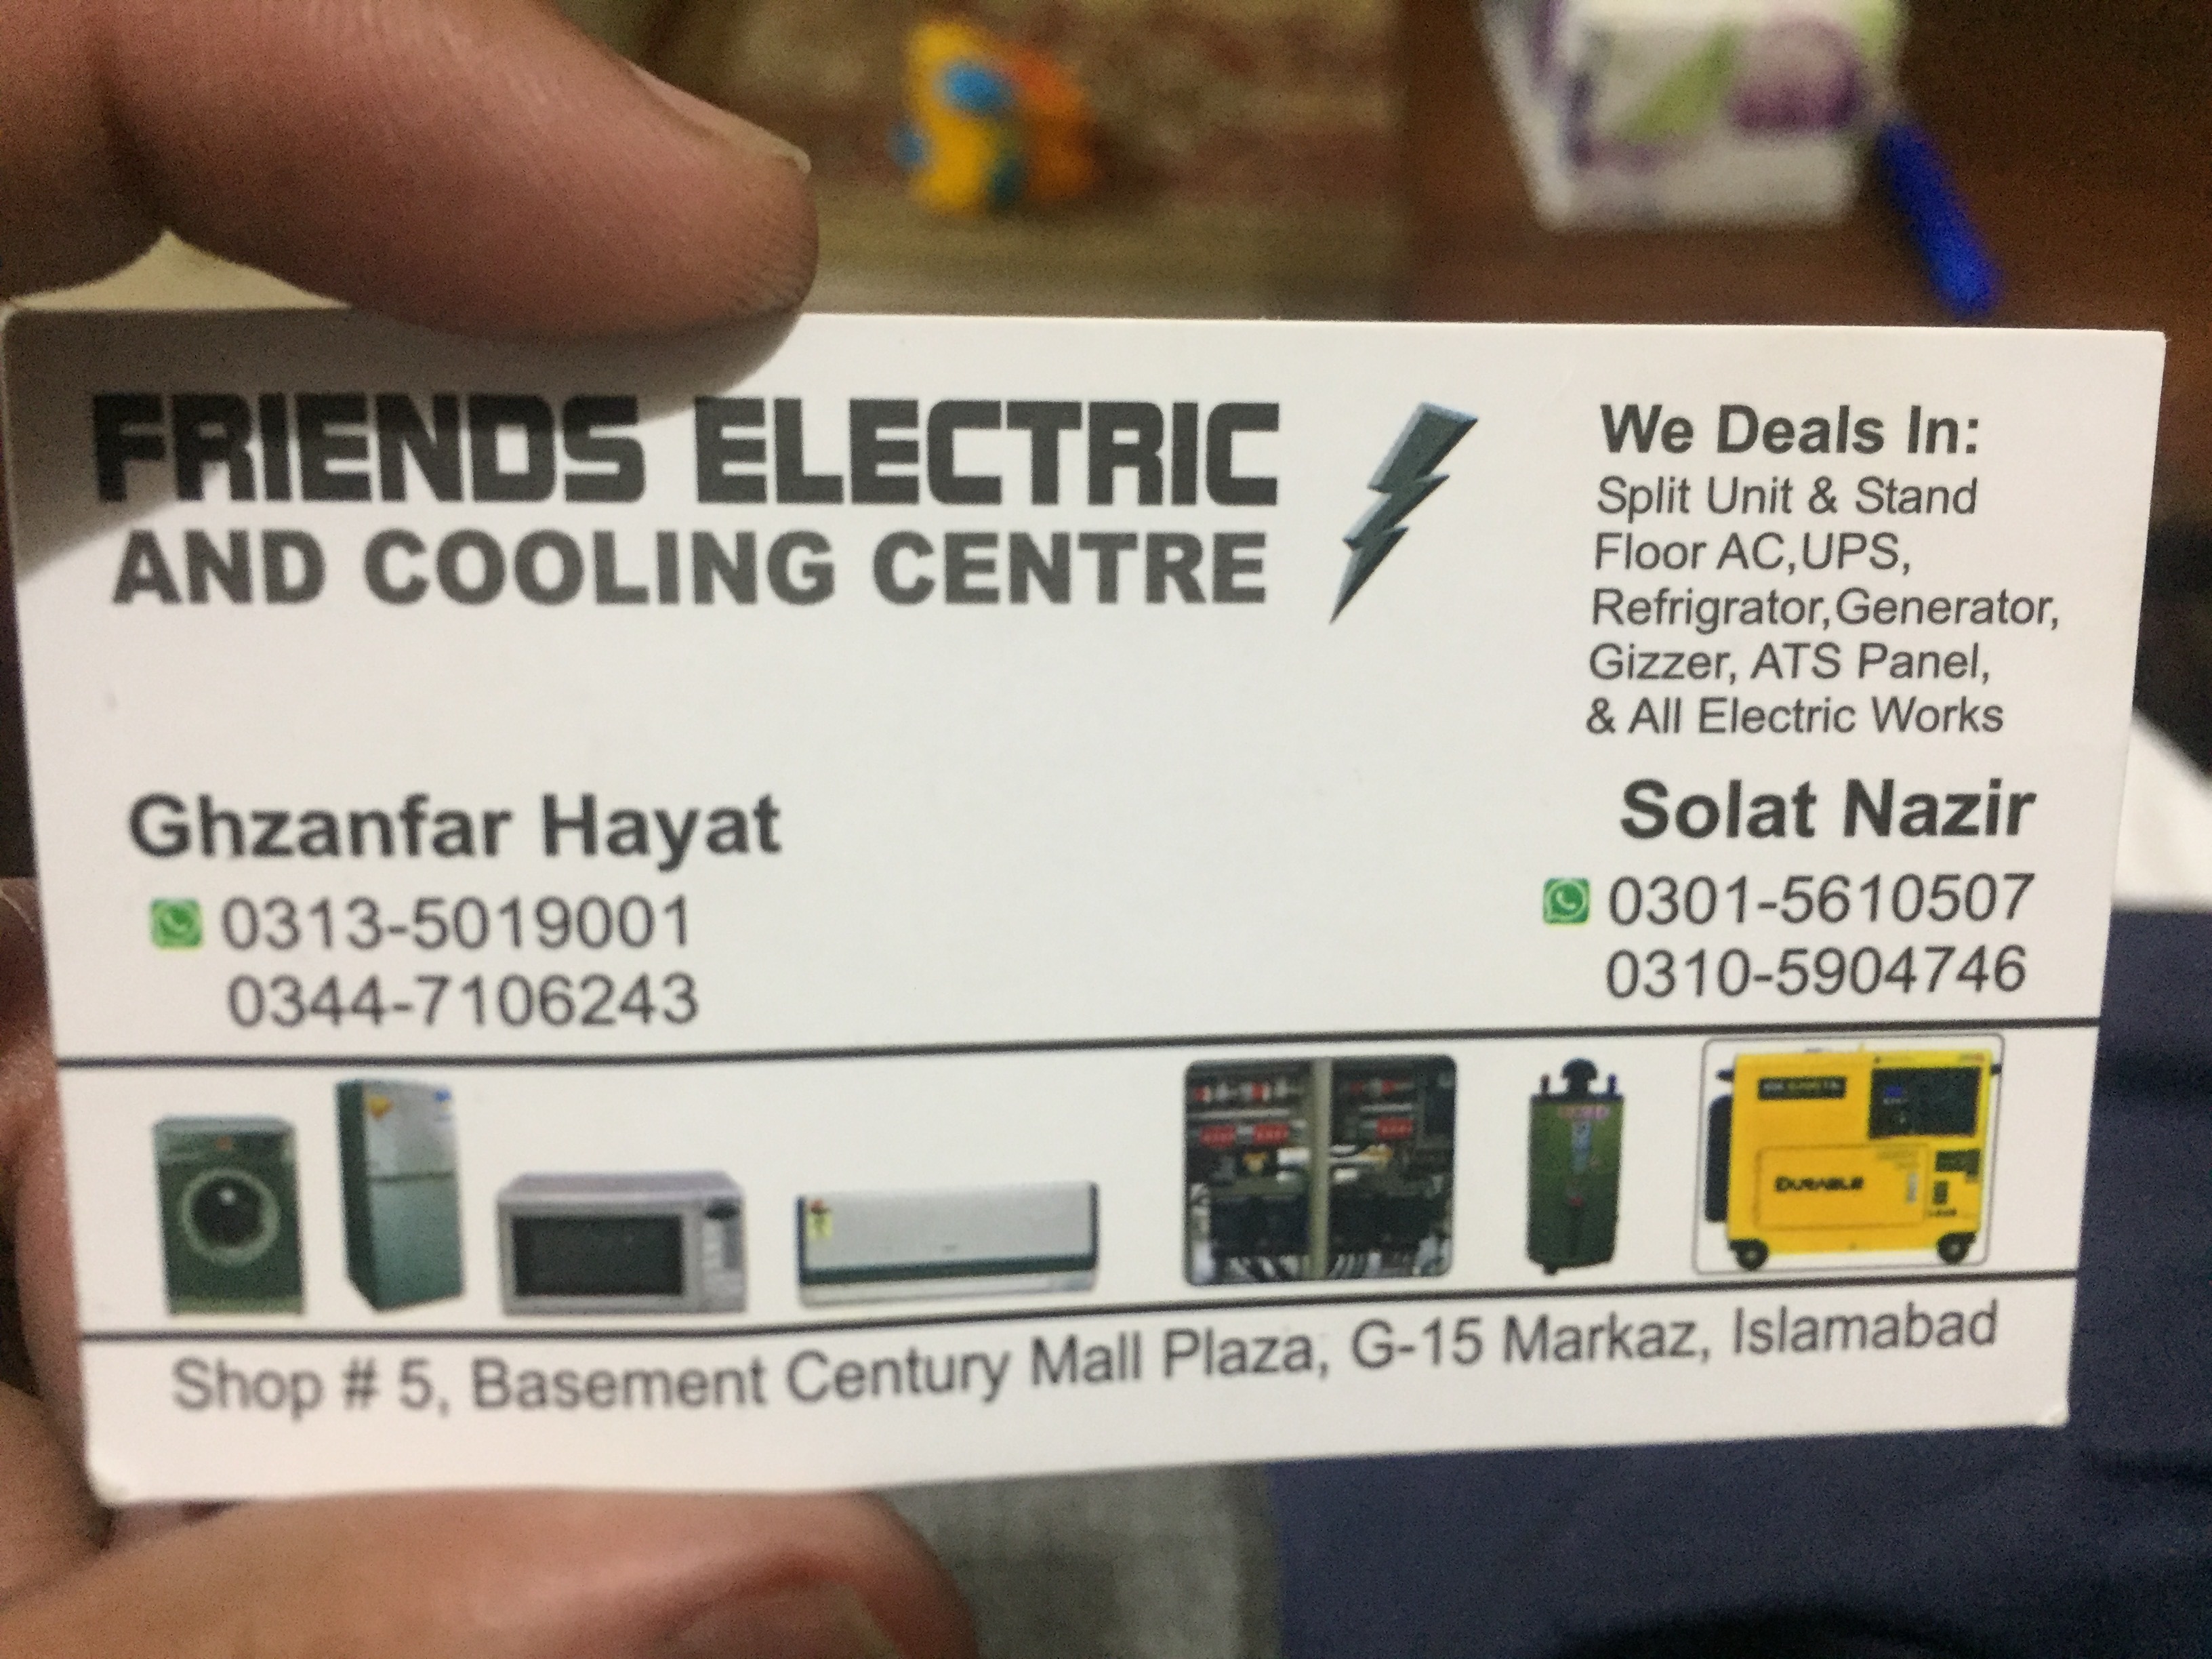 FRIENDS ELECTRIC
AND COOLING CENTRE
We Deals In:
Split Unit & Stand
Floor AC,UPS,
Refrigrator,Generator,
Gizzer, ATS Panel,
& All Electric Works
Ghzanfar Hayat
0313-5019001
0344-7106243
Solat Nazir
0301-5610507
0310-5904746
DURABLE
Shop # 5, Basement Century Mall Plaza, G-15 Markaz, Islamabad